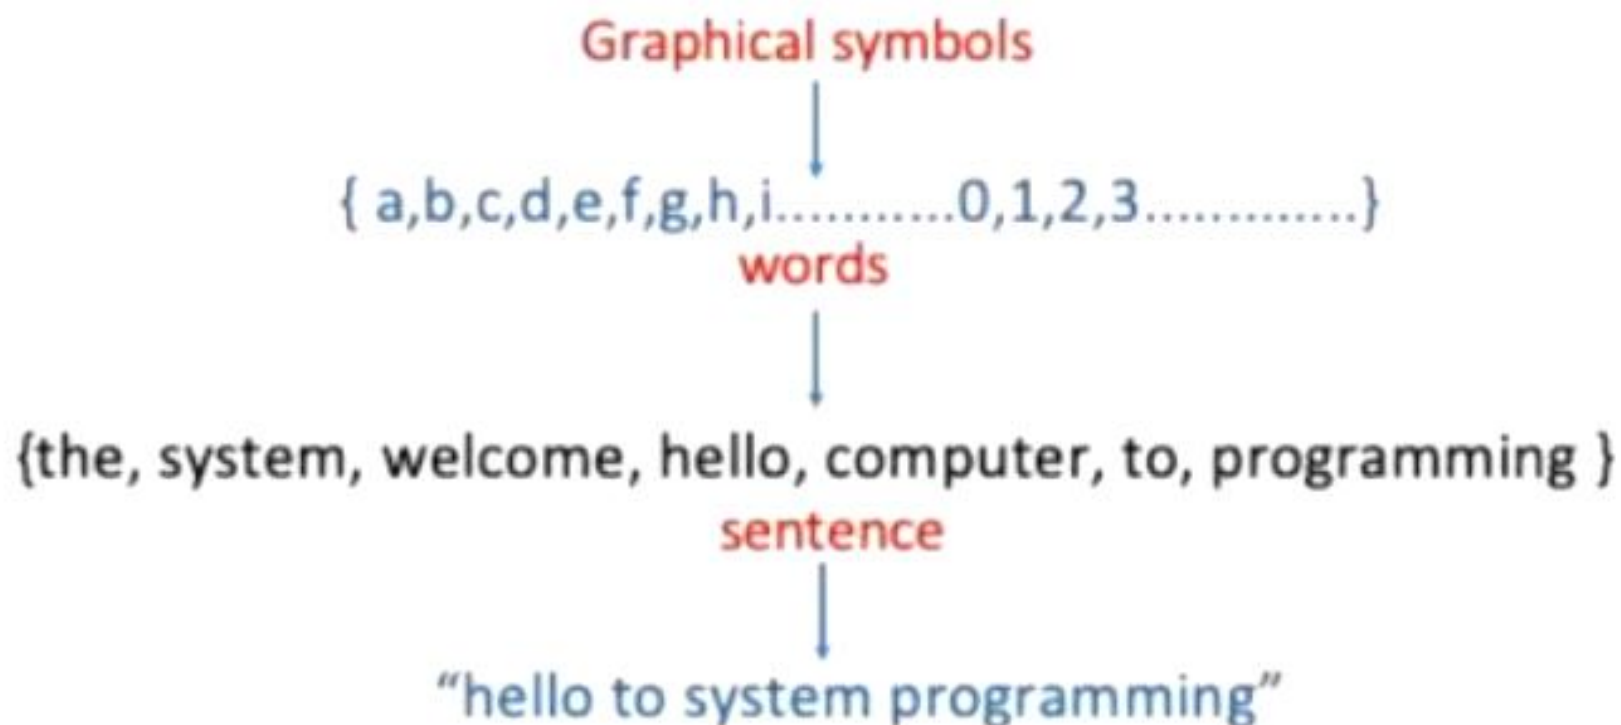 Graphical symbols
{ a,b,c,d,e,f,g,h,i...........0,1,2,3.............}
words
{the, system, welcome, hello, computer, to, programming }
sentence
“hello to system programming”